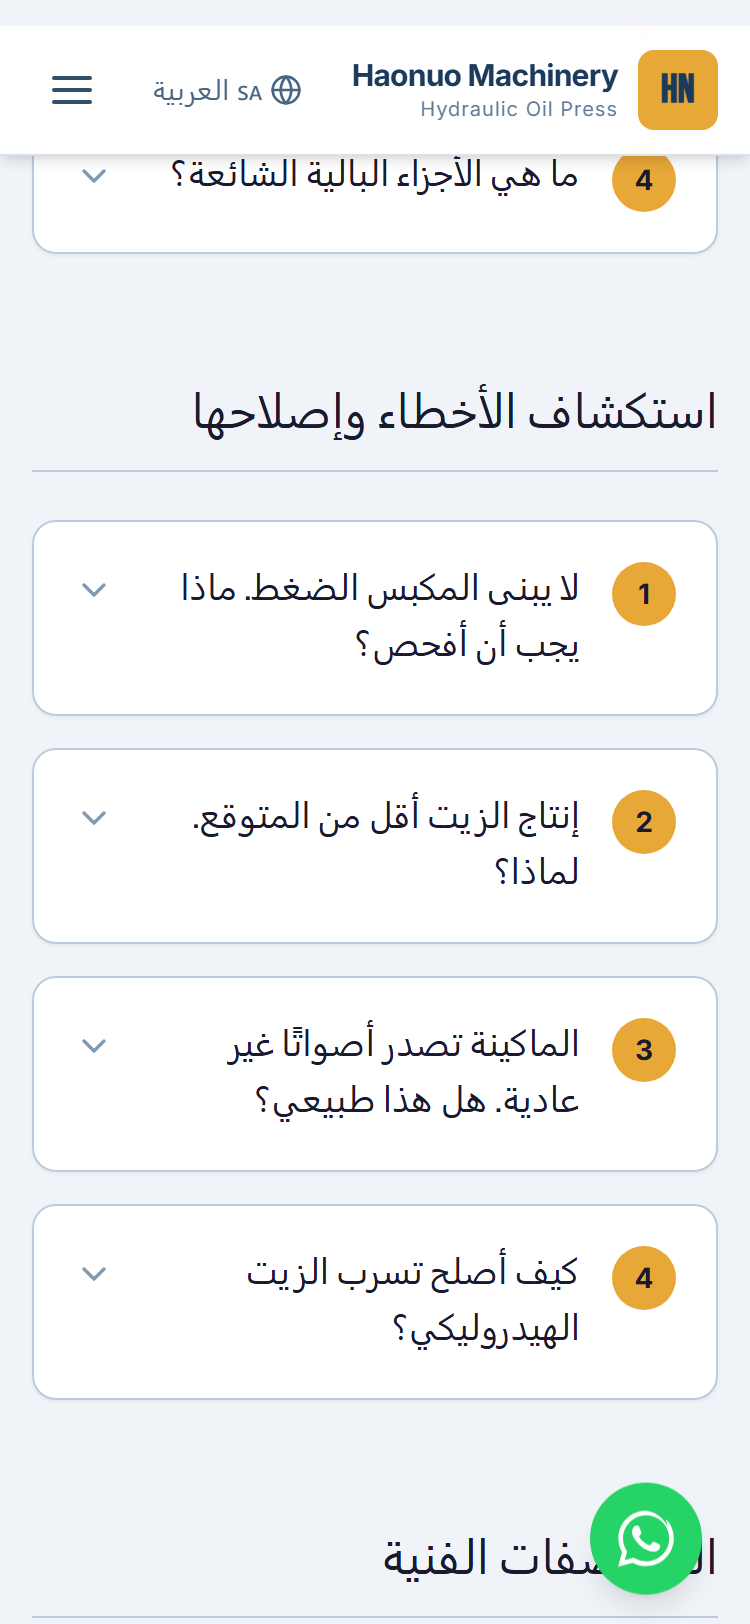 HN
Haonuo Machinery
Hydraulic Oil Press
SA العربية
4
ما هي الأجزاء البالية الشائعة؟
استكشاف الأخطاء وإصلاحها
1
لا يبنى المكبس الضغط. ماذا
يجب أن أفحص؟
2
إنتاج الزيت أقل من المتوقع.
لماذا؟
3
الماكينة تصدر أصواتًا غير
عادية. هل هذا طبيعي؟
4
كيف أصلح تسرب الزيت
الهيدروليكي؟
الفنية